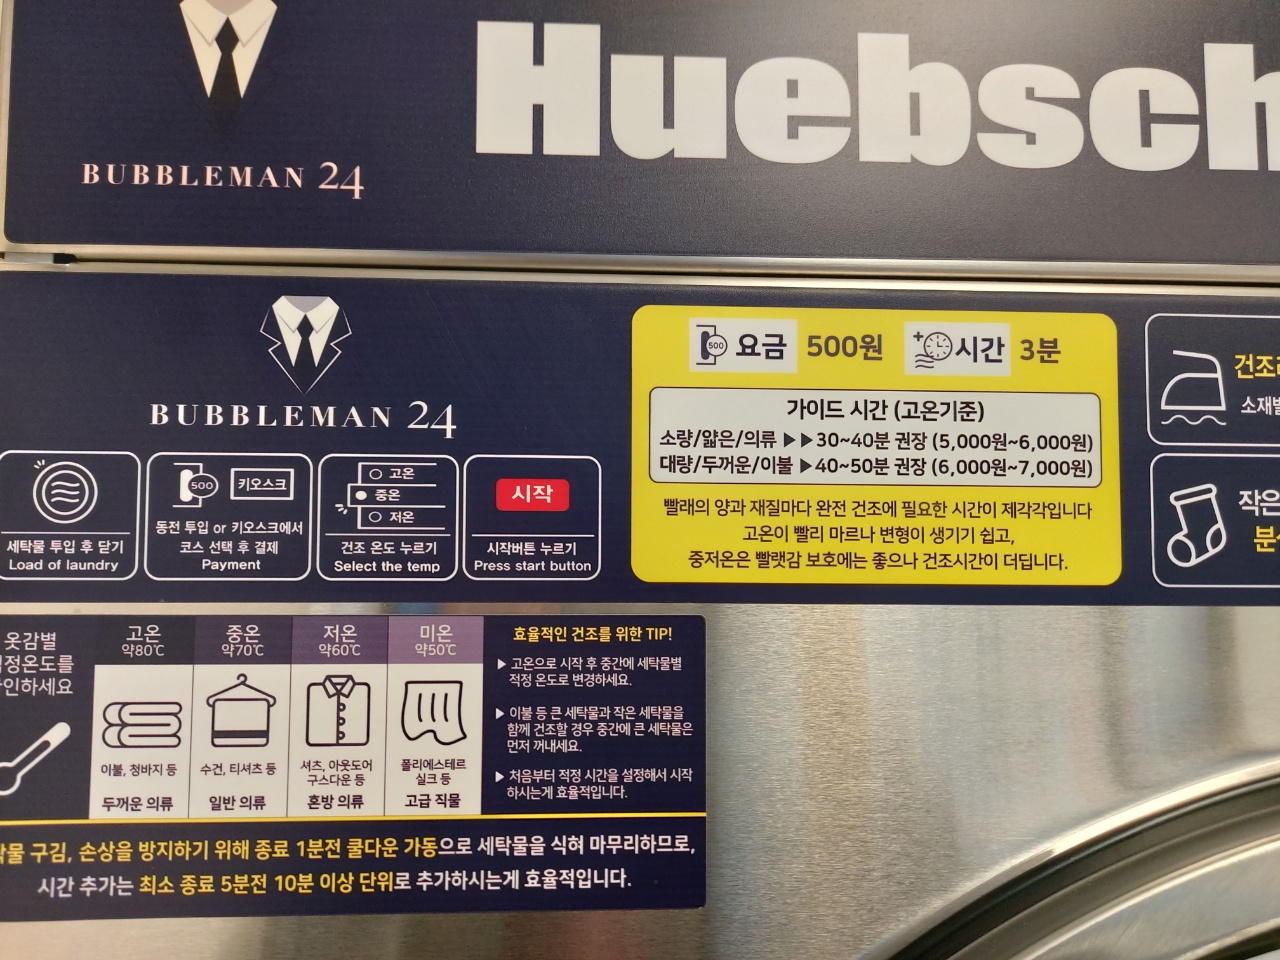 BUBBLEMAN 24
Huebsch
BUBBLEMAN 24
세탁물 투입 후 닫기
Load of laundry
500
키오스크
동전 투입 or 키오스크에서
코스 선택 후 결제
Payment
고온
중온
저온
건조 온도 누르기
Select the temp
시작
시작버튼 누르기
Press start button
500 요금 500원 시간 3분
가이드 시간 (고온기준)
소량/얇은/의류 ▶▶30~40분 권장 (5,000원~6,000원)
대량/두꺼운/이불 ▶40~50분 권장 (6,000원~7,000원)
빨래의 양과 재질마다 완전 건조에 필요한 시간이 제각각입니다
고온이 빨리 마르나 변형이 생기기 쉽고,
중저온은 빨랫감 보호에는 좋으나 건조시간이 더딥니다.
소재별
작은
옷감별
고온
약80℃
이불, 청바지 등
두꺼운 의류
중온
약70℃
수건, 티셔츠 등
일반 의류
저온
약60℃
셔츠, 아웃도어
구스다운 등
혼방 의류
미온
약50℃
폴리에스테르
실크 등
고급 직물
효율적인 건조를 위한 TIP!
▶ 고온으로 시작 후 중간에 세탁물별
적정 온도로 변경하세요.
▶ 이불 등 큰 세탁물과 작은 세탁물을
함께 건조할 경우 중간에 큰 세탁물은
먼저 꺼내세요.
▶ 처음부터 적정 시간을 설정해서 시작
하시는게 효율적입니다.
구김, 손상을 방지하기 위해 종료 1분전 쿨다운 가동으로 세탁물을 식혀 마무리하므로,
시간 추가는 최소 종료 5분전 10분 이상 단위로 추가하시는게 효율적입니다.